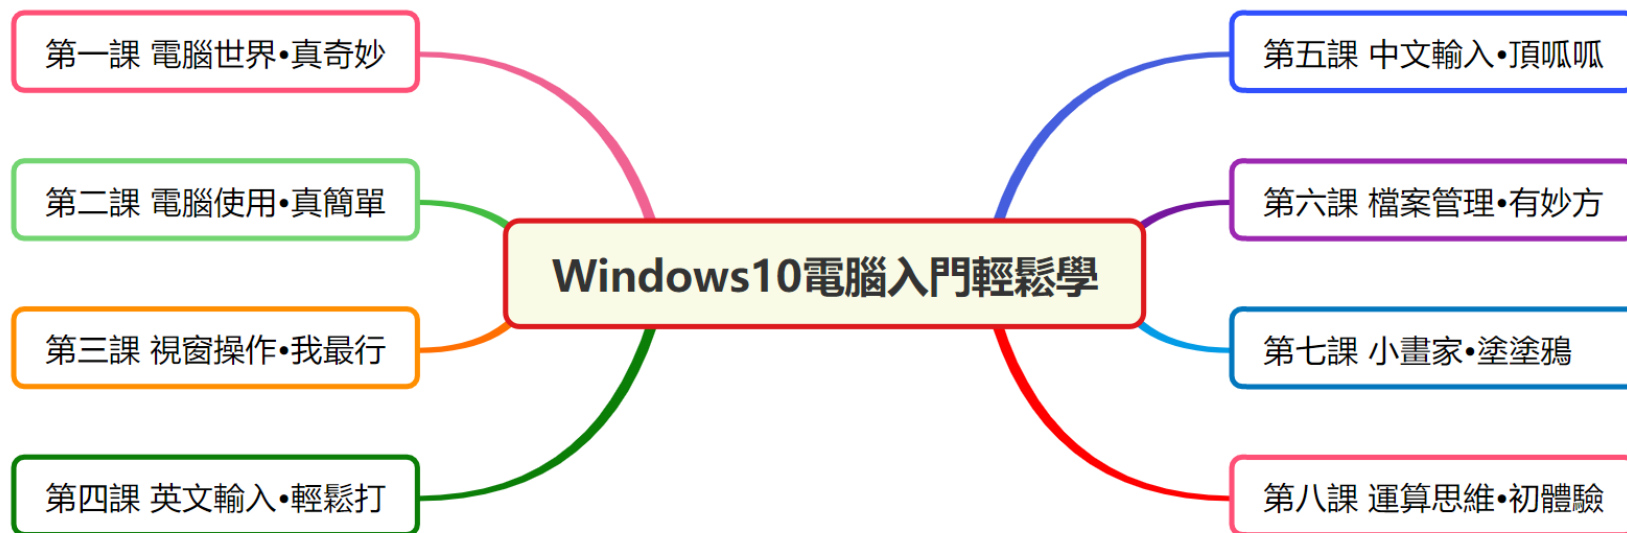 第一課 電腦世界•真奇妙
第二課 電腦使用•真簡單
第三課 視窗操作•我最行
第四課 英文輸入•輕鬆打
Windows10電腦入門輕鬆學
第五課 中文輸入•頂呱呱
第六課 檔案管理•有妙方
第七課 小畫家•塗塗鴉
第八課 運算思維•初體驗